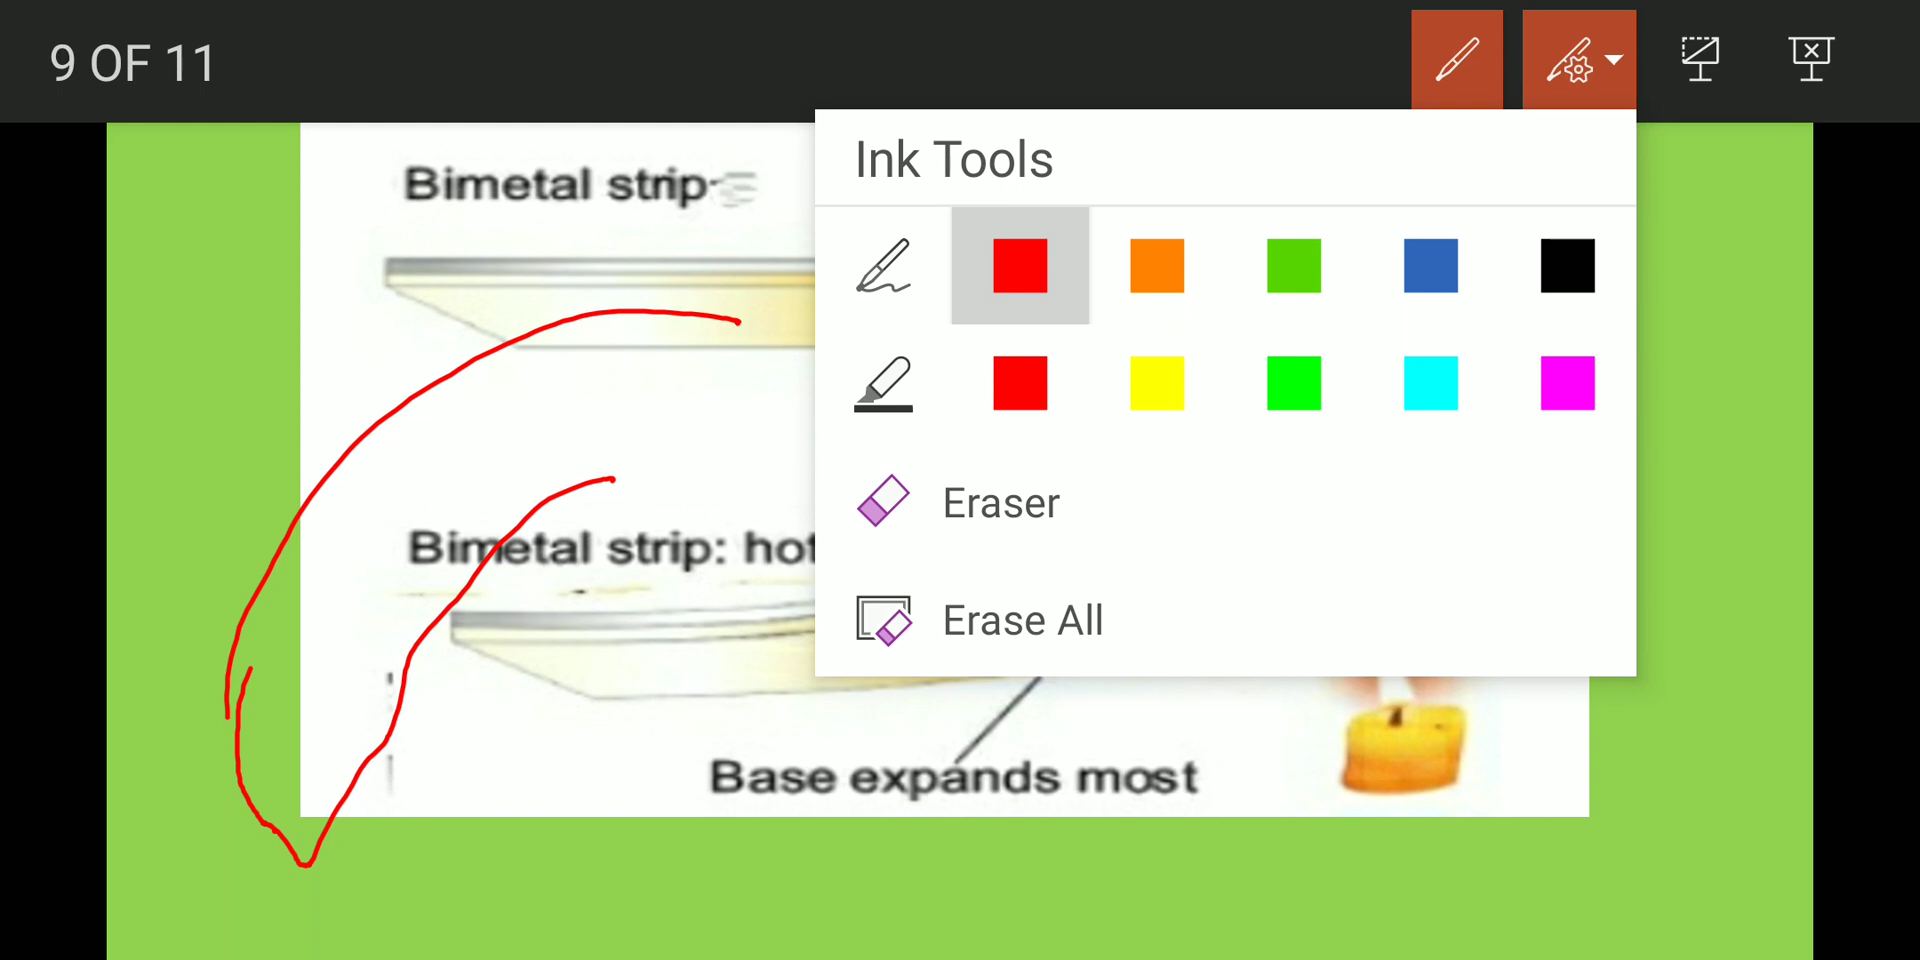 9 OF 11
Ink Tools
Bimetal strip
Eraser
Bimetal strip: hot
Erase All
Base expands most